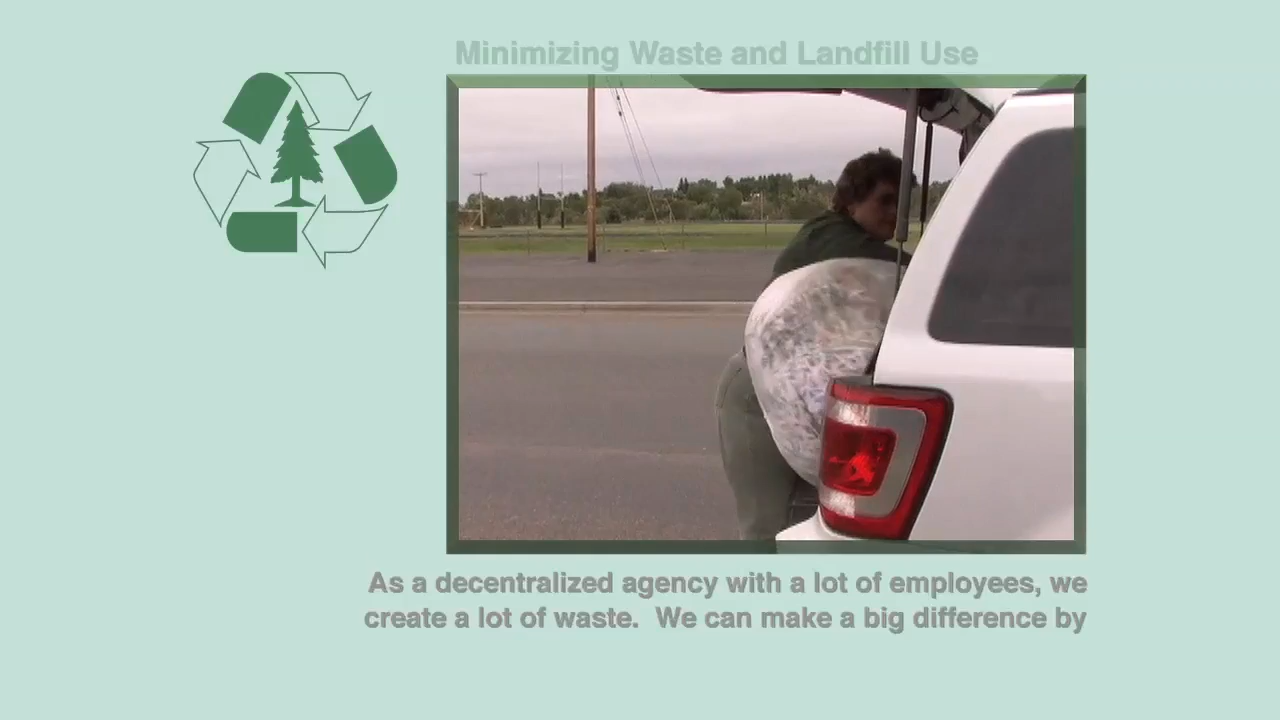 Minimizing Waste and Landfill Use
As a decentralized agency with a lot of employees, we
create a lot of waste.  We can make a big difference by